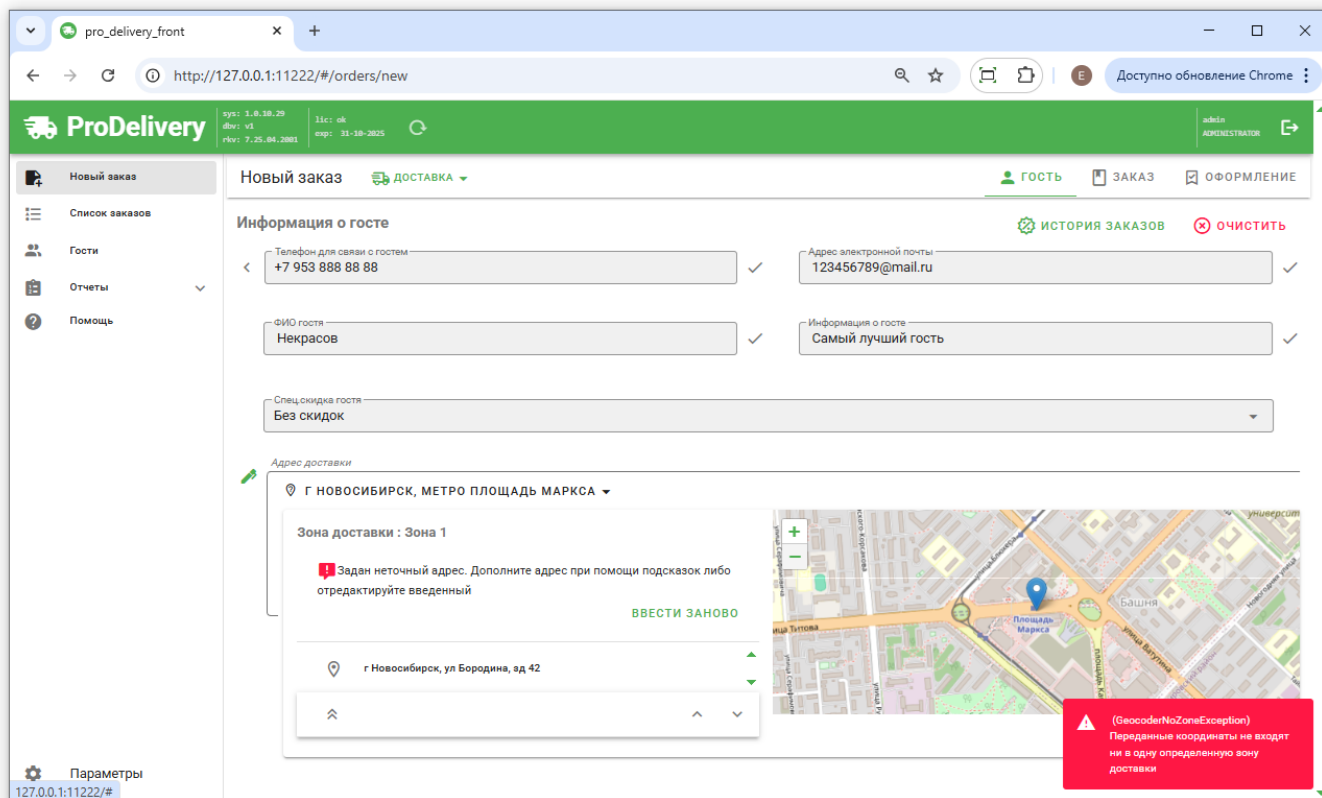 pro_delivery_front
http://127.0.0.1:11222/#/orders/new
E
Доступно обновление Chrome
ProDelivery
sys: 1.0.10.29
dbv: v1
rkv: 7.25.04.2001
lic: ok
exp: 31-10-2025
admin
ADMINISTRATOR
Новый заказ
Список заказов
Гости
Отчеты
Помощь
Новый заказ
ДОСТАВКА
ГОСТЬ
ЗАКАЗ
ОФОРМЛЕНИЕ
Информация о госте
ИСТОРИЯ ЗАКАЗОВ
ОЧИСТИТЬ
Телефон для связи с гостем
+7 953 888 88 88
Адрес электронной почты
123456789@mail.ru
ФИО гостя
Некрасов
Информация о госте
Самый лучший гость
Спец.скидка гостя
Без скидок
Адрес доставки
Г НОВОСИБИРСК, МЕТРО ПЛОЩАДЬ МАРКСА
Зона доставки : Зона 1
Задан неточный адрес. Дополните адрес при помощи подсказок либо
отредактируйте введенный
ВВЕСТИ ЗАНОВО
г Новосибирск, ул Бородина, зд 42
+
−
университ
Башня
Площадь
Маркса
улица Титова
улица Ватутина
(GeocoderNoZoneException)
Переданные координаты не входят
ни в одну определенную зону
доставки
Параметры
127.0.0.1:11222/#